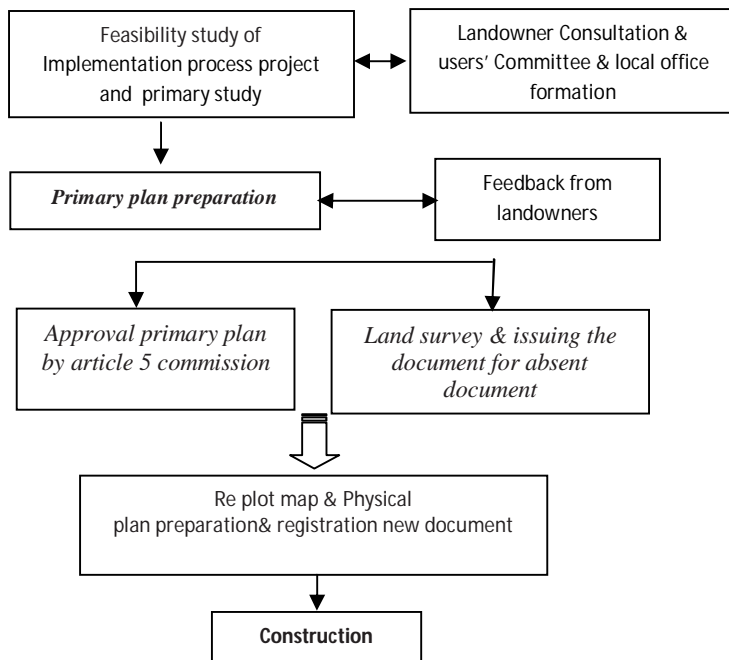 Feasibility study of
Implementation process project
and primary study
Landowner Consultation &
users' Committee & local office
formation
Primary plan preparation
Feedback from
landowners
Approval primary plan
by article 5 commission
Land survey & issuing the
document for absent
document
Re plot map & Physical
plan preparation& registration new document
Construction